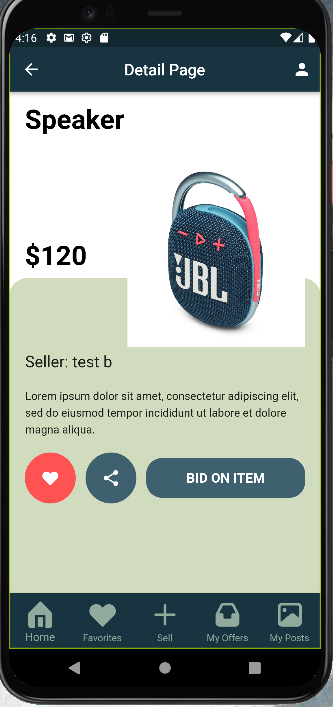 4:16
Detail Page
Speaker
JBL
$120
Seller: test b
Lorem ipsum dolor sit amet, consectetur adipiscing elit,
sed do eiusmod tempor incididunt ut labore et dolore
magna aliqua.
BID ON ITEM
Home Favorites Sell My Offers My Posts